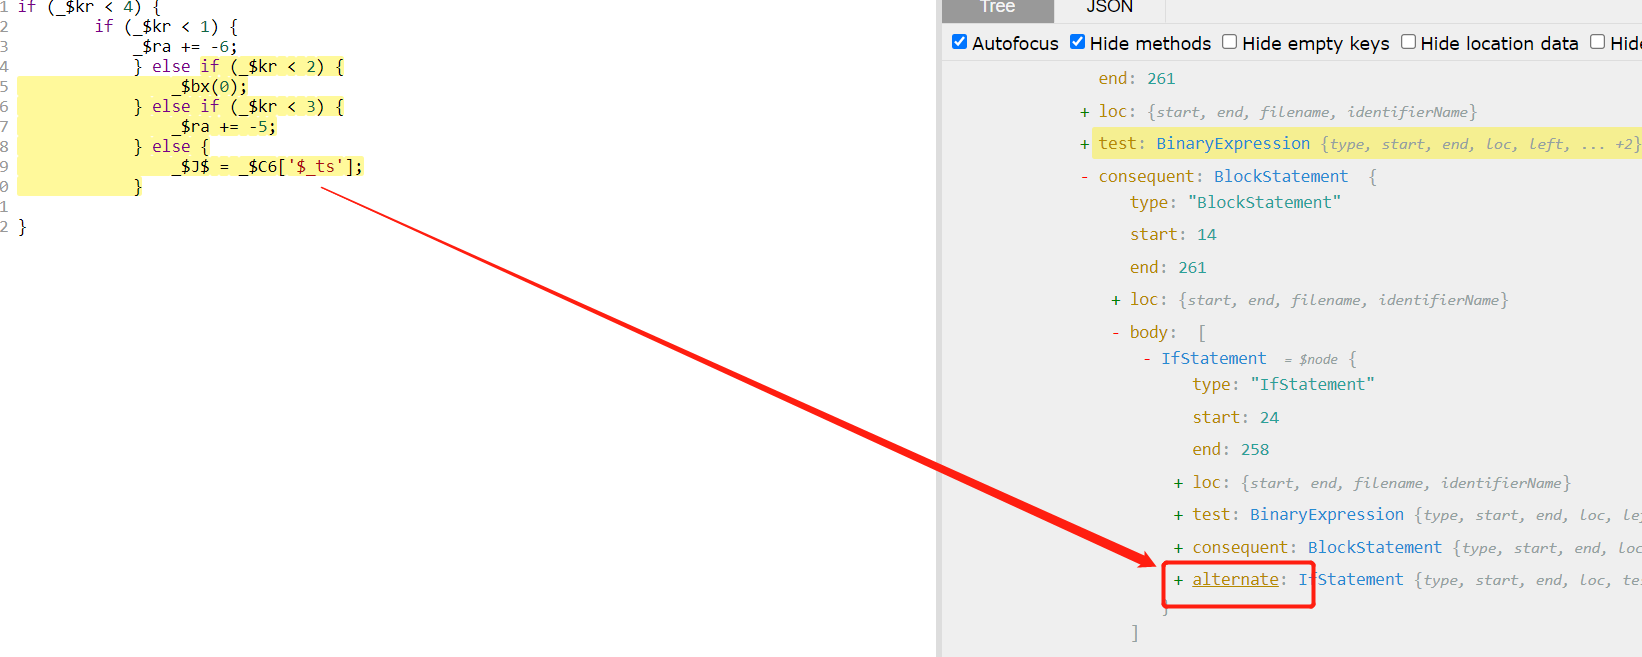 1 if (_$kr < 4) {
2 if (_$kr < 1) {
3 _$ra += -6;
4 } else if (_$kr < 2) {
5 _$bx(0);
6 } else if (_$kr < 3) {
7 _$ra += -5;
8 } else {
9 _$J$ = _$C6['$_ts'];
0 }
1
2 }
Tree JSON
Autofocus Hide methods Hide empty keys Hide location data Hide
end: 261
+ loc: {start, end, filename, identifierName}
+ test: BinaryExpression {type, start, end, loc, left, ... +2}
- consequent: BlockStatement {
type: "BlockStatement"
start: 14
end: 261
+ loc: {start, end, filename, identifierName}
- body: [
- IfStatement = $node {
type: "IfStatement"
start: 24
end: 258
+ loc: {start, end, filename, identifierName}
+ test: BinaryExpression {type, start, end, loc, le
+ consequent: BlockStatement {type, start, end, loc
+ alternate: IfStatement {type, start, end, loc, te
}
]